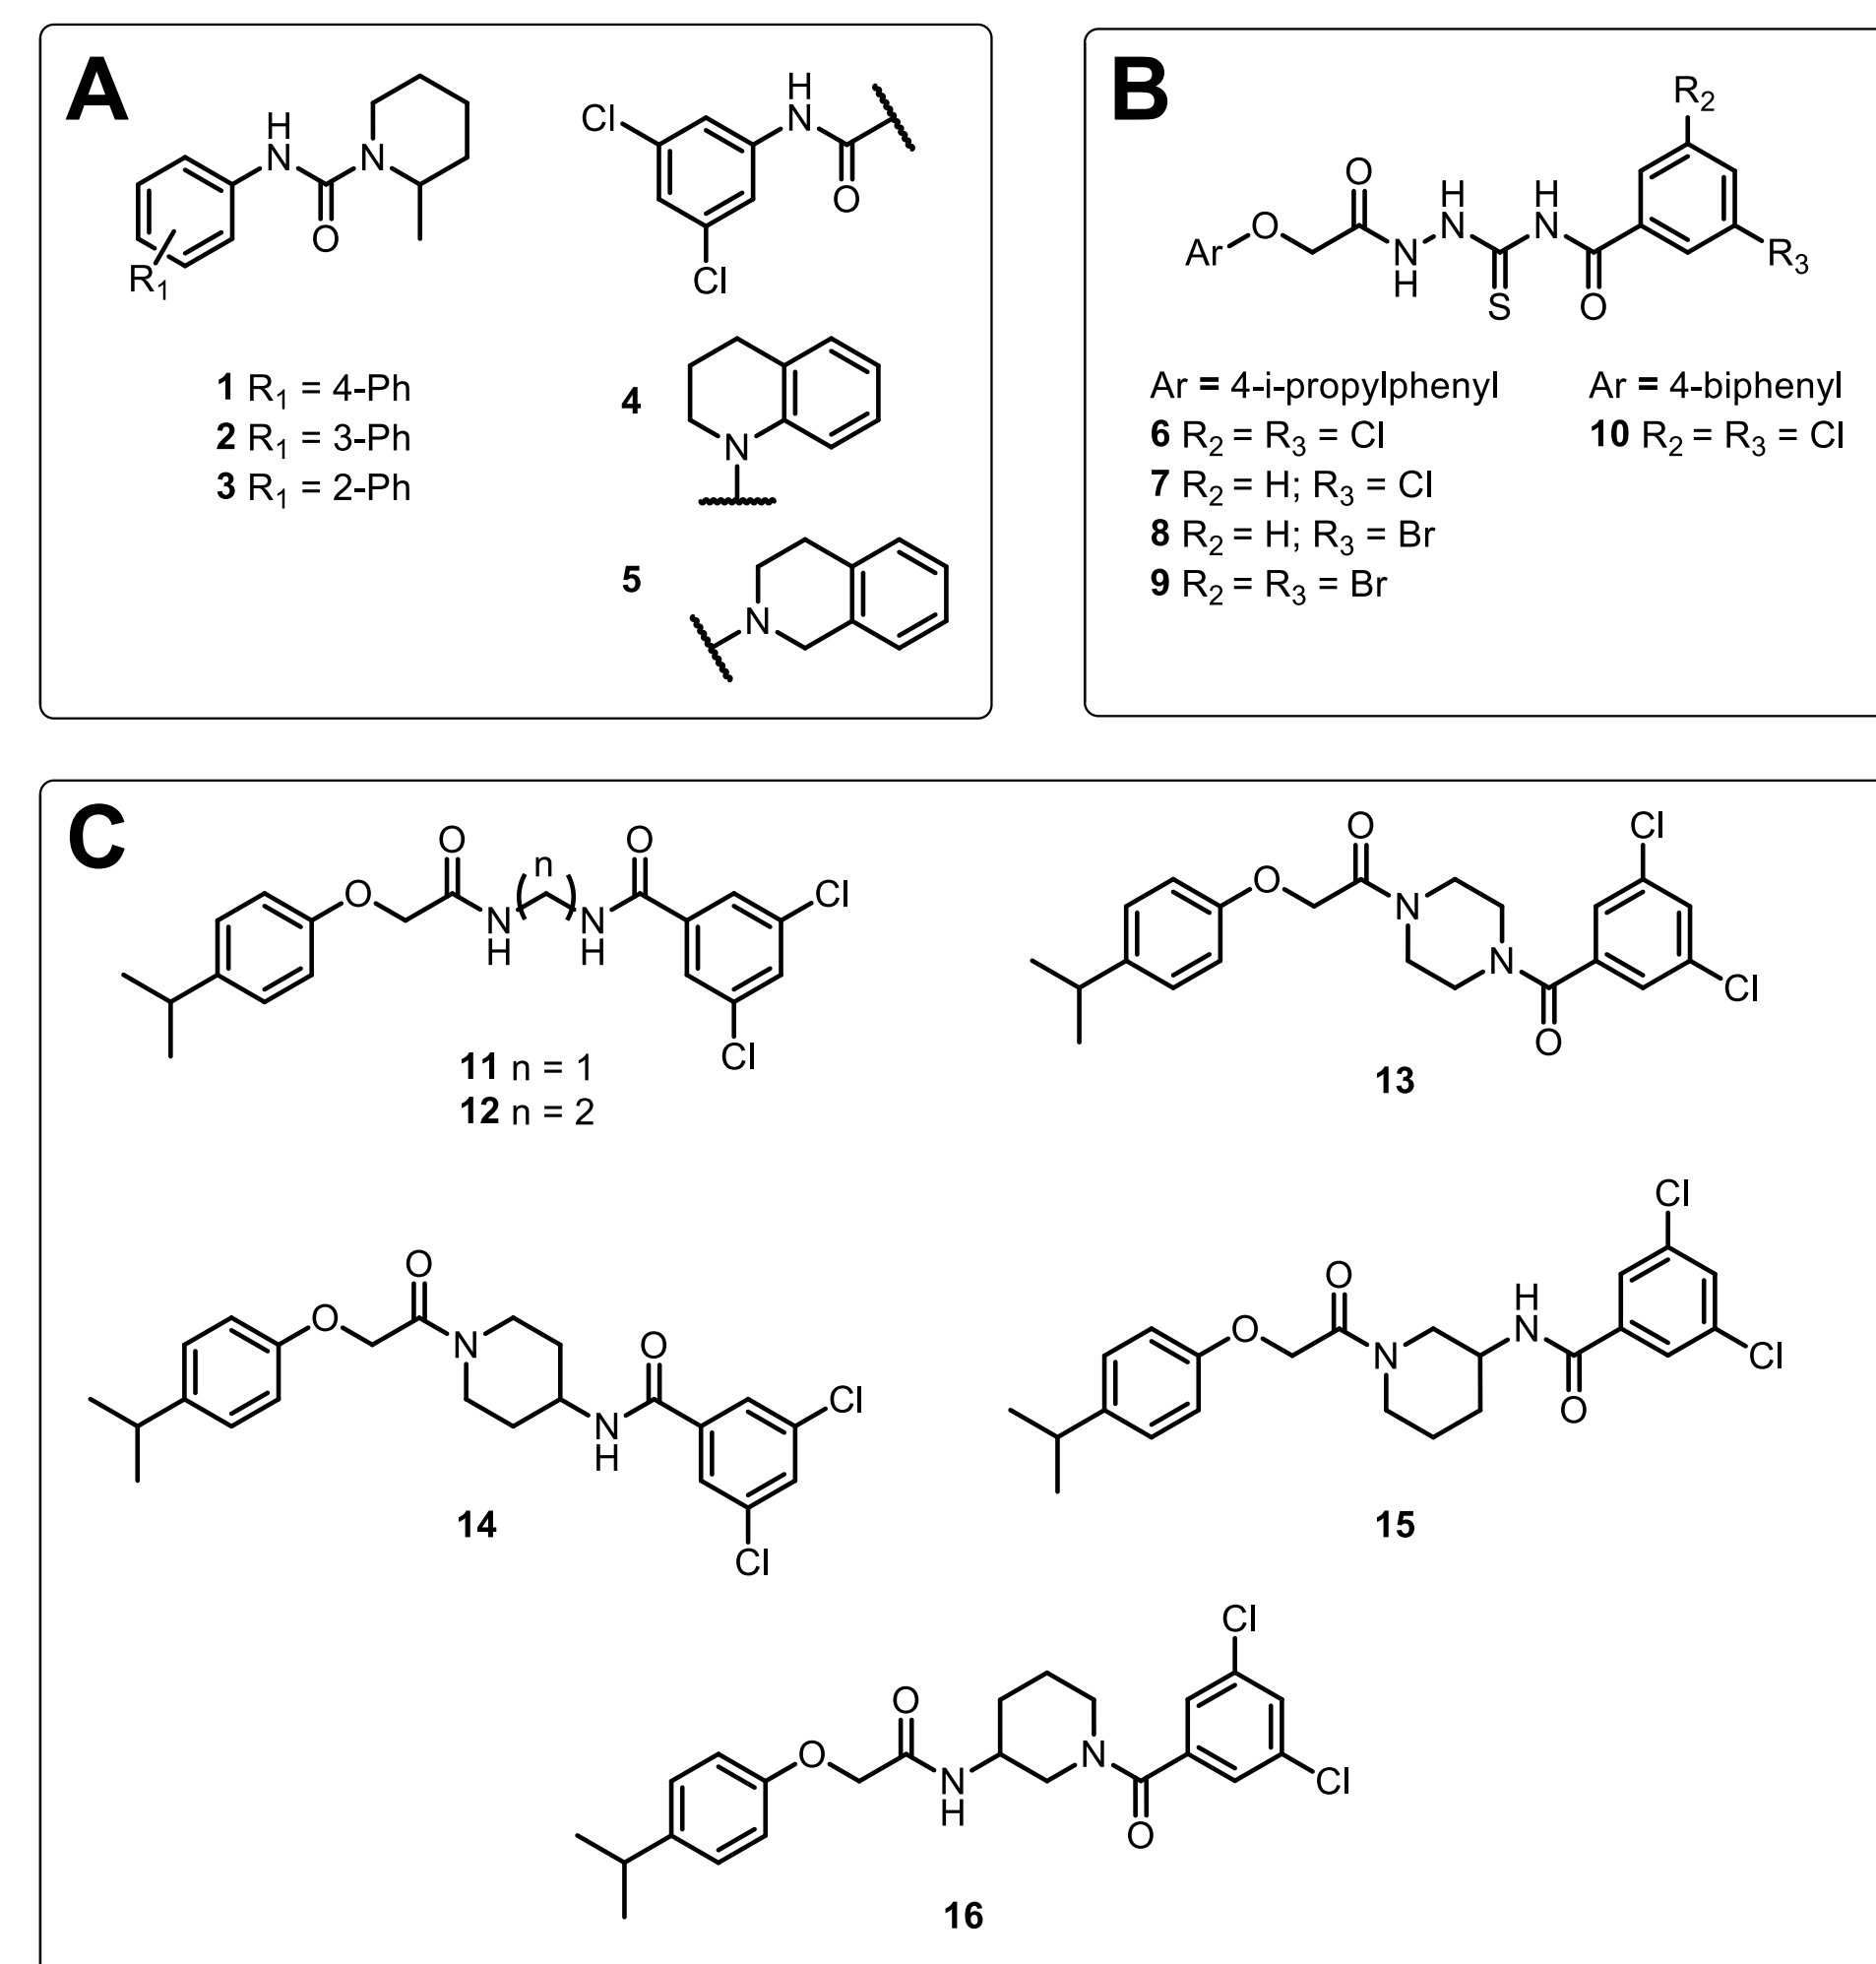 A
H
N
N
O
R1
Cl
H
N
O
Cl
1 R1 = 4-Ph
2 R1 = 3-Ph
3 R1 = 2-Ph
4
N
5
N
B
R2
O
H
N
H
N
O
Ar
N
H
S
O
R3
Ar = 4-i-propylphenyl
6 R2 = R3 = Cl
7 R2 = H; R3 = Cl
8 R2 = H; R3 = Br
9 R2 = R3 = Br
Ar = 4-biphenyl
10 R2 = R3 = Cl
C
O
O
( n )
O
N
H
N
H
Cl
Cl
11 n = 1
12 n = 2
O
O
N
N
O
Cl
Cl
13
O
O
N
O
N
H
Cl
Cl
14
O
O
N
H
N
O
Cl
Cl
15
O
O
N
H
N
O
Cl
Cl
16